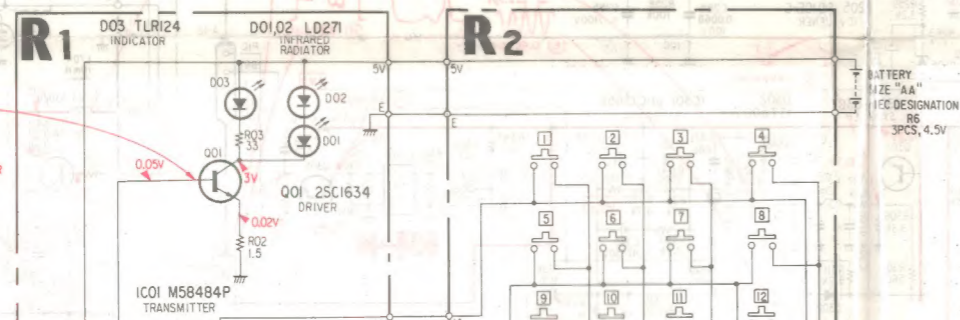 R1
D03 TLR124
INDICATOR
D01,02 LD271
INFRARED
RADIATOR
R2
5V
5V
BATTERY
SIZE "AA"
IEC DESIGNATION
R6
3PCS, 4.5V
D03
D02
E
E
R03
33
D01
1
2
3
4
Q01
0.05V
3V
Q01 2SC1634
DRIVER
0.02V
R02
1.5
5
6
7
8
IC01 M58484P
TRANSMITTER
9
10
11
12